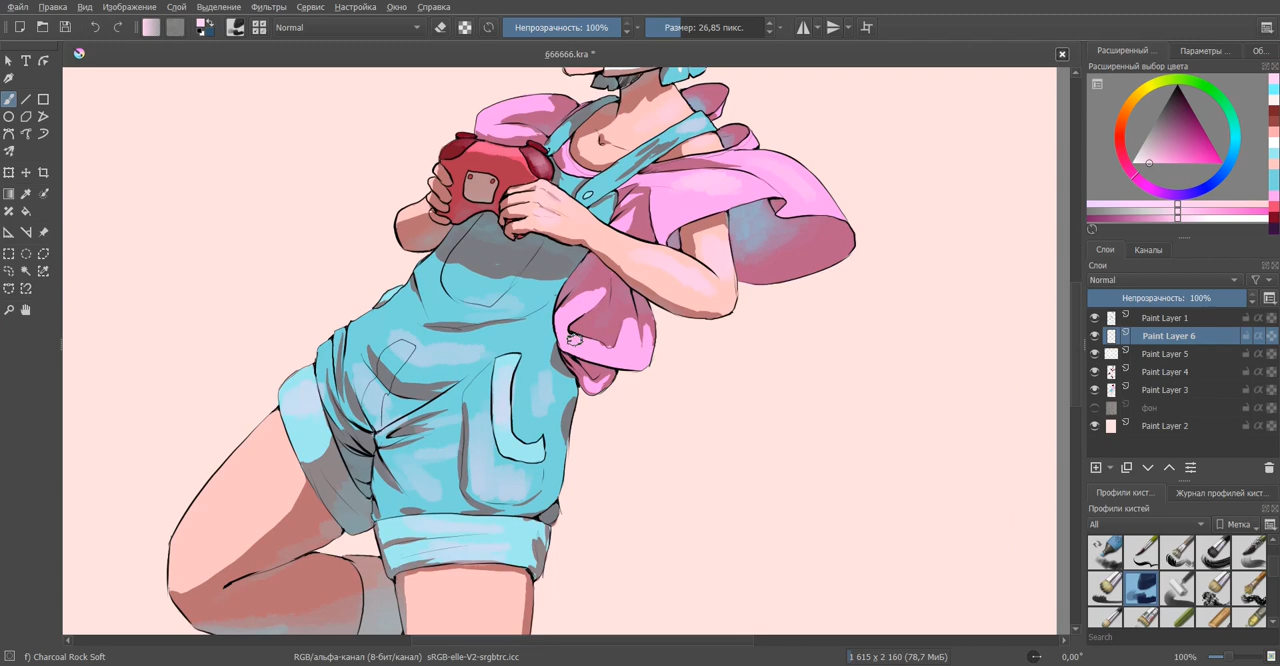 Файл Правка Вид Изображение Слой Выделение Фильтры Сервис Настройка Окно Справка
Normal Непрозрачность: 100% Размер: 26,85 пикс.
666666.kra *
Расширенный ... Параметры ... Об...
Расширенный выбор цвета
Слои Каналы
Слои
Normal
Непрозрачность: 100%
Paint Layer 1
Paint Layer 6
Paint Layer 5
Paint Layer 4
Paint Layer 3
фон
Paint Layer 2
Профили кист... Журнал профилей кист...
Профили кистей
All Метка
Search
f) Charcoal Rock Soft RGB/альфа-канал (8-бит/канал) sRGB-elle-V2-srgbtrc.icc 1 615 x 2 160 (78,7 МиБ) 0,00° 100%